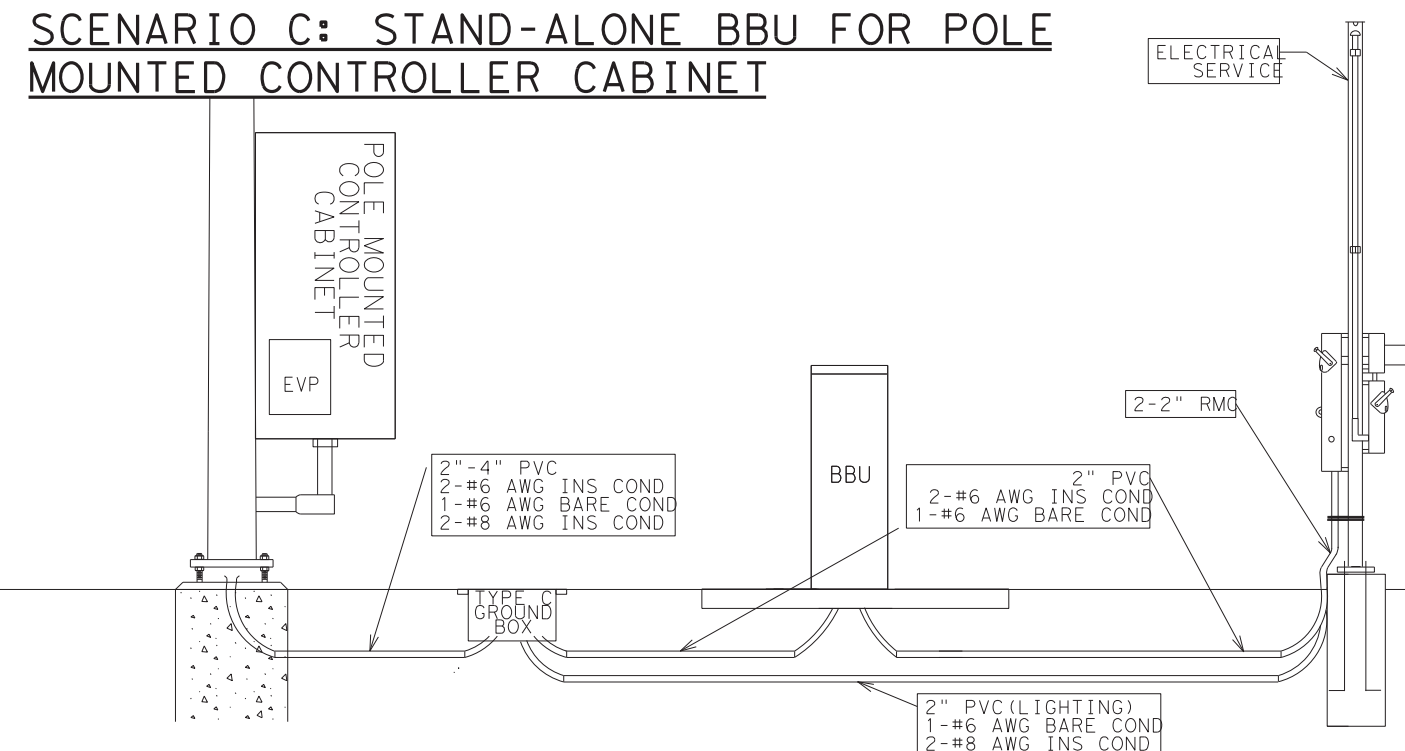 SCENARIO C: STAND-ALONE BBU FOR POLE
MOUNTED CONTROLLER CABINET
ELECTRICAL
SERVICE
POLE MOUNTED
CONTROLLER
CABINET
EVP
2-2" RMC
2"-4" PVC
2-#6 AWG INS COND
1-#6 AWG BARE COND
2-#8 AWG INS COND
BBU
2" PVC
2-#6 AWG INS COND
1-#6 AWG BARE COND
TYPE C
GROUND
BOX
2" PVC(LIGHTING)
1-#6 AWG BARE COND
2-#8 AWG INS COND